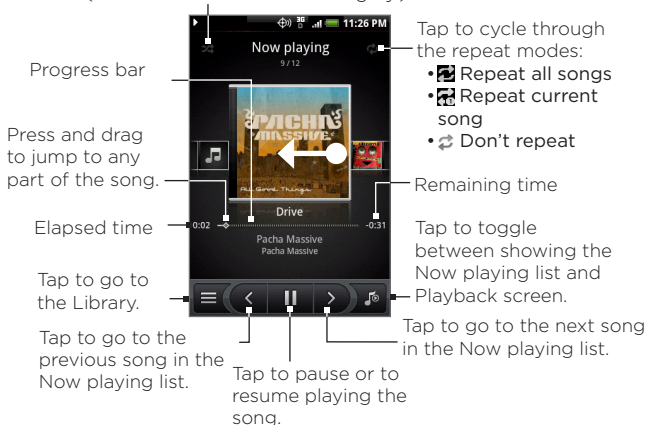 11:26 PM
Now playing
9/12
Tap to cycle through
the repeat modes:
• Repeat all songs
• Repeat current
song
• Don't repeat
Progress bar
Press and drag
to jump to any
part of the song.
PACHA
MASSIVE
All Good Things
Remaining time
Drive
Elapsed time
0:02
-0:31
Pacha Massive
Pacha Massive
Tap to toggle
between showing the
Now playing list and
Playback screen.
Tap to go to
the Library.
Tap to go to the
previous song in the
Now playing list.
Tap to pause or to
resume playing the
song.
Tap to go to the next song
in the Now playing list.